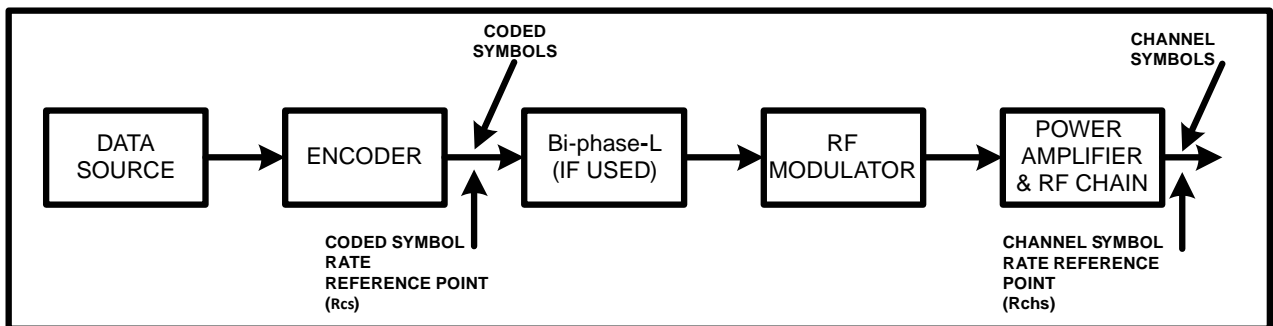 CODED
SYMBOLS
CHANNEL
SYMBOLS
DATA
SOURCE
ENCODER
Bi-phase-L
(IF USED)
RF
MODULATOR
POWER
AMPLIFIER
& RF CHAIN
CODED SYMBOL
RATE
REFERENCE POINT
(Rcs)
CHANNEL SYMBOL
RATE REFERENCE
POINT
(Rchs)